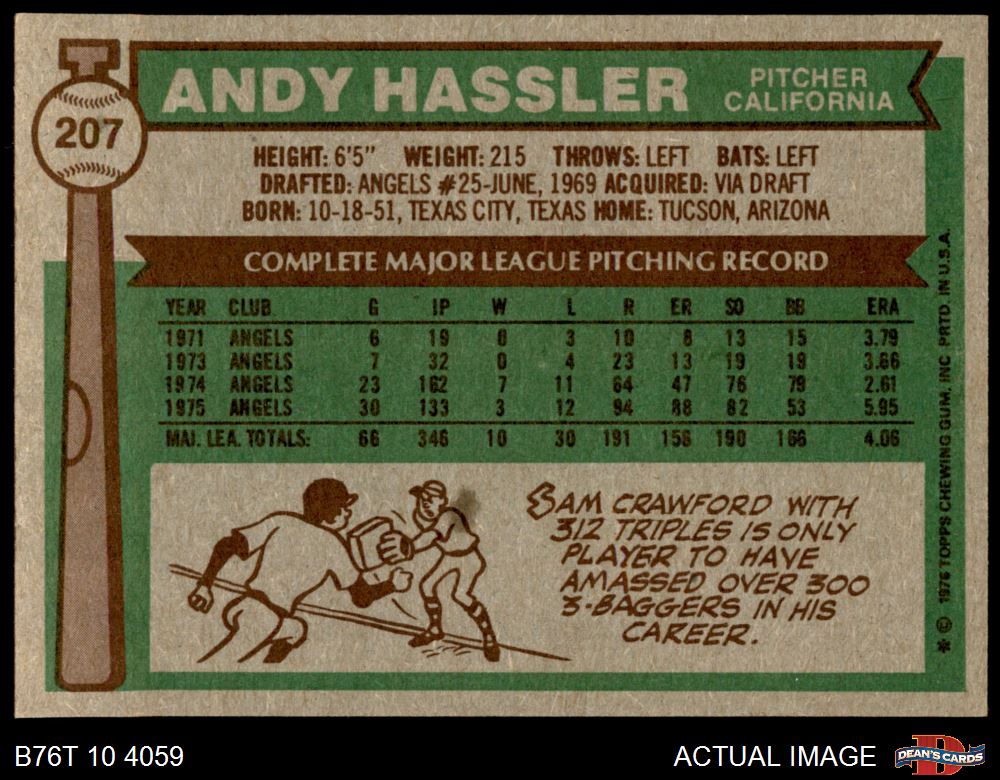 207
ANDY HASSLER
PITCHER
CALIFORNIA
HEIGHT: 6'5" WEIGHT: 215 THROWS: LEFT BATS: LEFT
DRAFTED: ANGELS #25-JUNE, 1969 ACQUIRED: VIA DRAFT
BORN: 10-18-51, TEXAS CITY, TEXAS HOME: TUCSON, ARIZONA
COMPLETE MAJOR LEAGUE PITCHING RECORD
YEAR CLUB G IP W L R ER SO BB ERA
1971 ANGELS 6 19 0 3 10 8 13 15 3.79
1973 ANGELS 7 32 0 4 23 13 19 19 3.66
1974 ANGELS 23 162 7 11 64 47 76 79 2.61
1975 ANGELS 30 133 3 12 94 88 82 53 5.95
MAJ. LEA. TOTALS: 66 346 10 30 191 156 190 166 4.06
SAM CRAWFORD WITH
312 TRIPLES IS ONLY
PLAYER TO HAVE
AMASSED OVER 300
3-BAGGERS IN HIS
CAREER.
* © 1976 TOPPS CHEWING GUM, INC. PRTD. IN U.S.A.
B76T 10 4059
ACTUAL IMAGE
D
DEAN'S CARDS